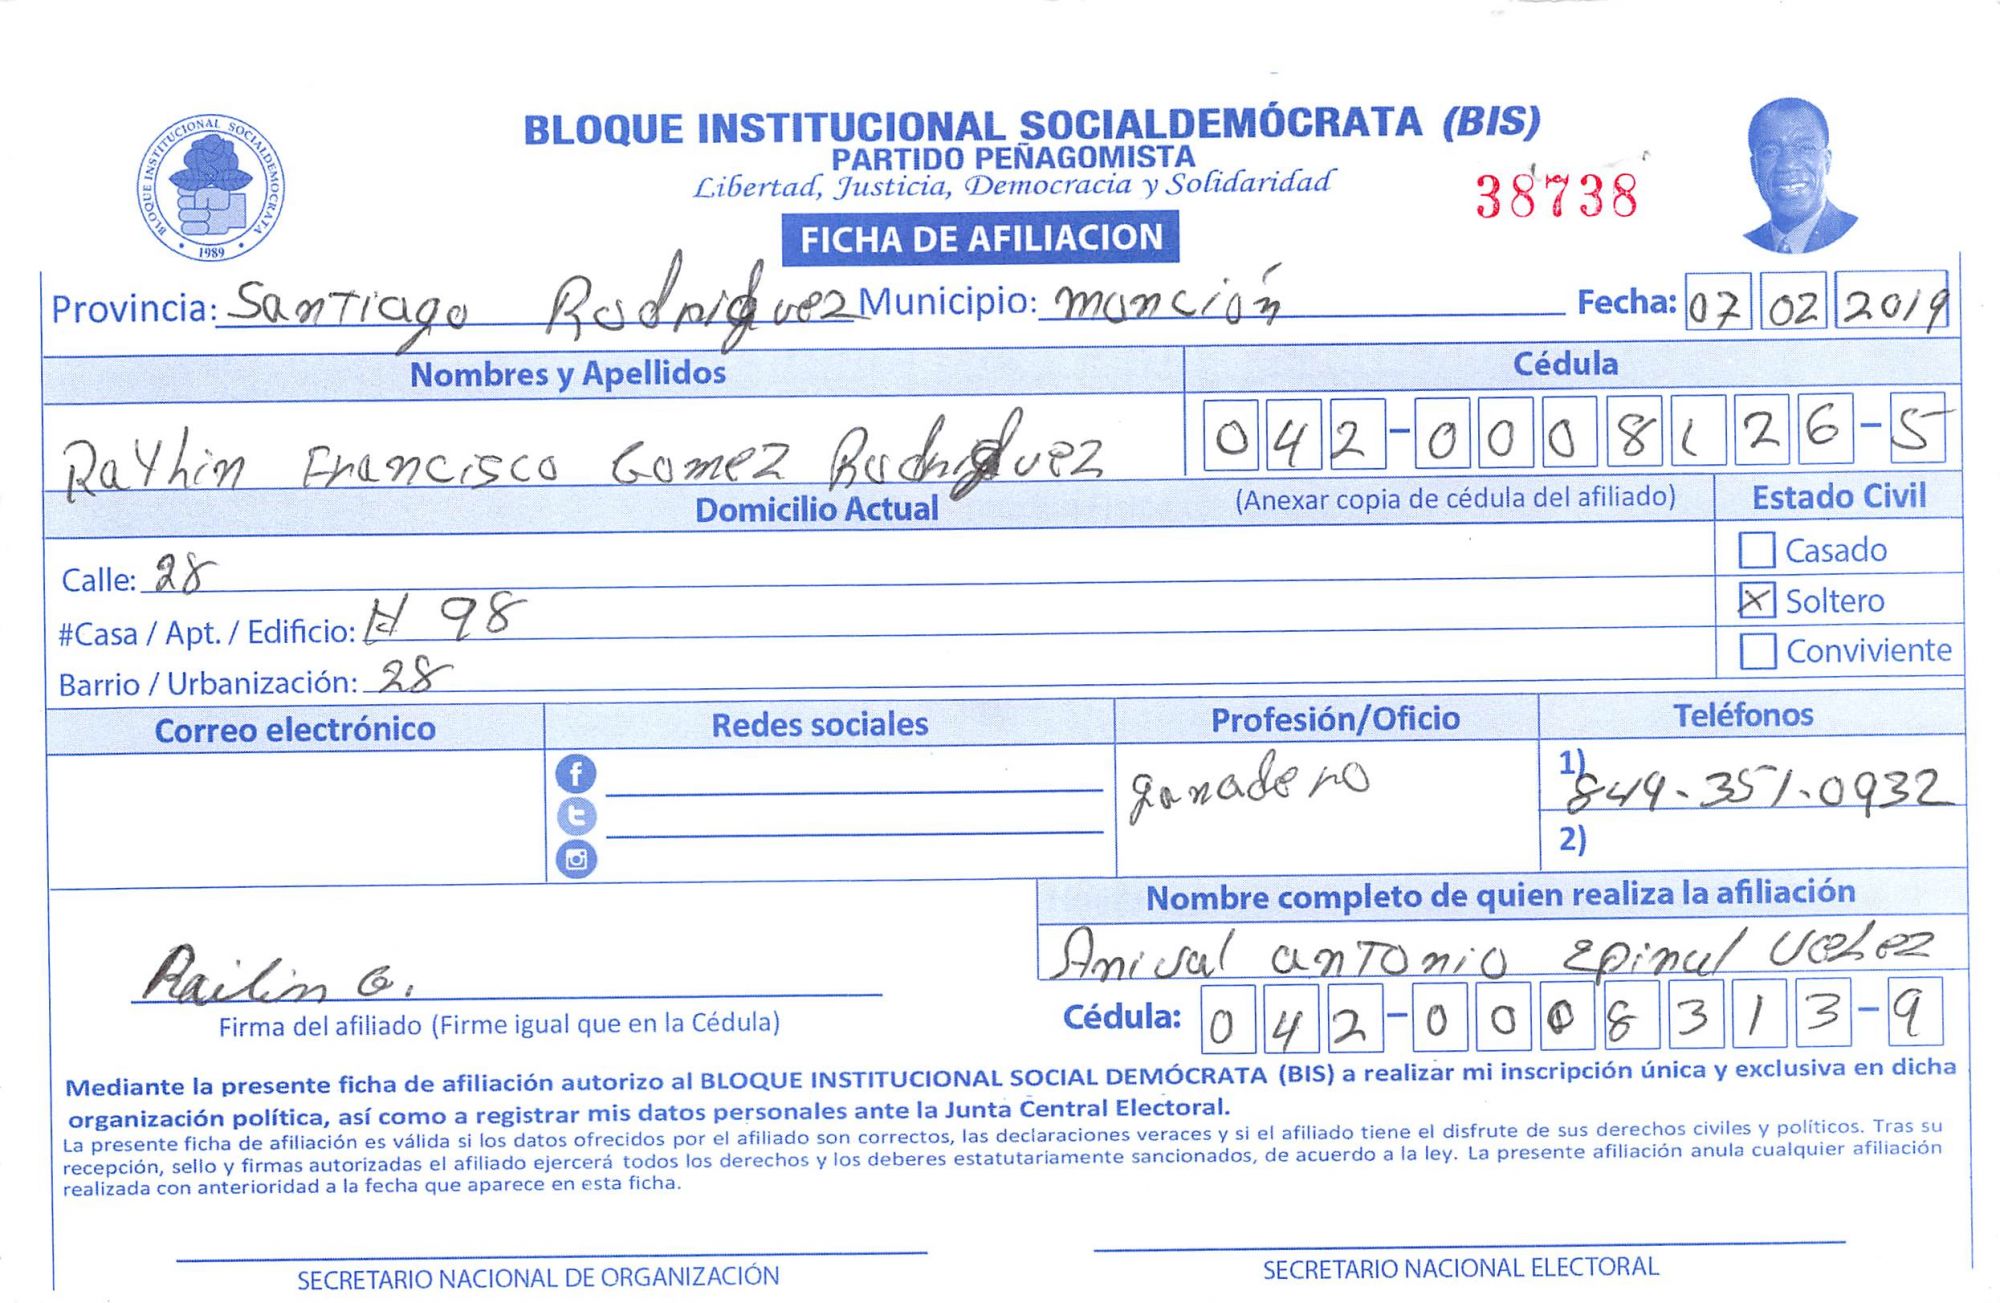 BLOQUE INSTITUCIONAL SOCIALDEMÓCRATA (BIS)
PARTIDO PEÑAGOMISTA
Libertad, Justicia, Democracia y Solidaridad
38738
BLOQUE INSTITUCIONAL SOCIALDEMOCRATA
1989
FICHA DE AFILIACION
Provincia: Santiago Rodriguez Municipio: Monción Fecha: 07 02 2019
Nombres y Apellidos Cédula
Raylhin Francisco Gomez Rodriguez 042-0008126-5
Domicilio Actual (Anexar copia de cédula del afiliado) Estado Civil
Casado
Calle: 28
X Soltero
#Casa / Apt. / Edificio: # 98
Conviviente
Barrio / Urbanización: 28
Correo electrónico Redes sociales Profesión/Oficio Teléfonos
ganadero 1) 849-351-0932
2)
Nombre completo de quien realiza la afiliación
Anival Antonio Epinal
Railin G.
Firma del afiliado (Firme igual que en la Cédula) Cédula: 042-0008313-9
Mediante la presente ficha de afiliación autorizo al BLOQUE INSTITUCIONAL SOCIAL DEMÓCRATA (BIS) a realizar mi inscripción única y exclusiva en dicha
organización política, así como a registrar mis datos personales ante la Junta Central Electoral.
La presente ficha de afiliación es válida si los datos ofrecidos por el afiliado son correctos, las declaraciones veraces y si el afiliado tiene el disfrute de sus derechos civiles y políticos. Tras su
recepción, sello y firmas autorizadas el afiliado ejercerá todos los derechos y los deberes estatutariamente sancionados, de acuerdo a la ley. La presente afiliación anula cualquier afiliación
realizada con anterioridad a la fecha que aparece en esta ficha.
SECRETARIO NACIONAL DE ORGANIZACIÓN SECRETARIO NACIONAL ELECTORAL